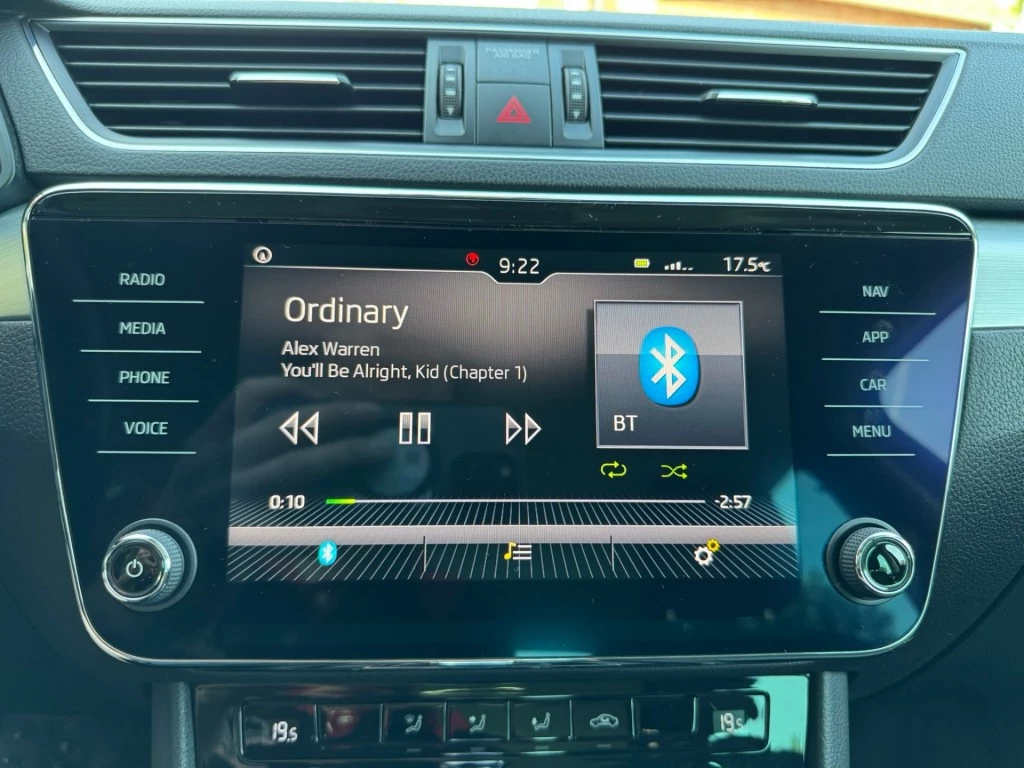 PASSENGER
AIR BAG
9:22
17.5°C
RADIO
MEDIA
PHONE
VOICE
Ordinary
Alex Warren
You'll Be Alright, Kid (Chapter 1)
BT
0:10
-2:57
NAV
APP
CAR
MENU
19.5
19.5